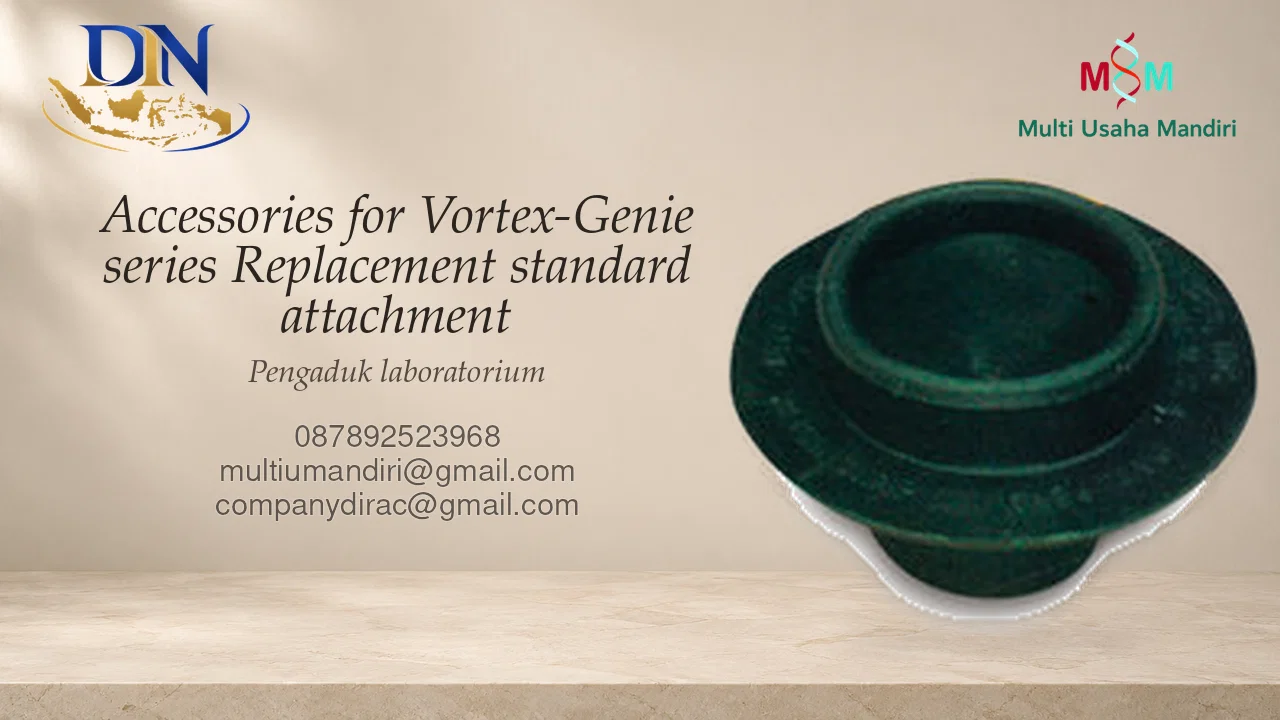 DIN
M M
Multi Usaha Mandiri
Accessories for Vortex-Genie
series Replacement standard
attachment
Pengaduk laboratorium
087892523968
multiumandiri@gmail.com
companydirac@gmail.com